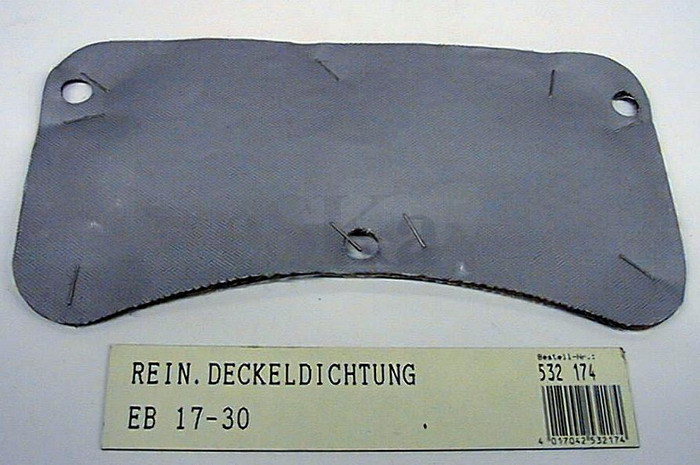 REIN. DECKELDICHTUNG
EB 17-30
Bestell-Nr.:
532 174
4 017042 532174